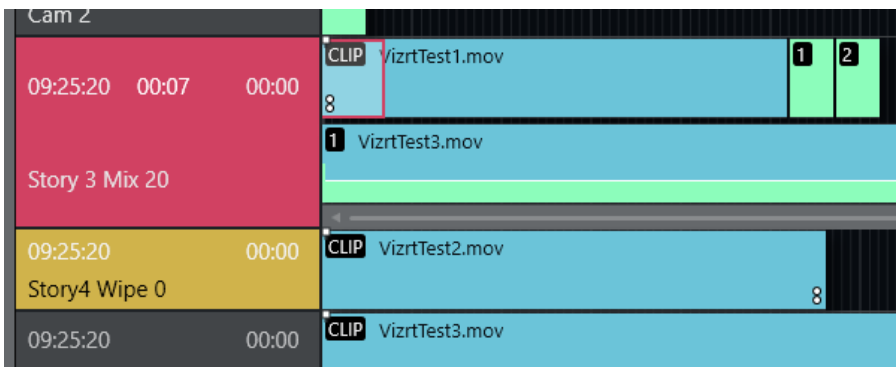 Cam 2
09:25:20 00:07 00:00
CLIP VizrtTest1.mov 1 2
8
1 VizrtTest3.mov
Story 3 Mix 20
09:25:20 00:00
CLIP VizrtTest2.mov
Story4 Wipe 0
8
09:25:20 00:00
CLIP VizrtTest3.mov